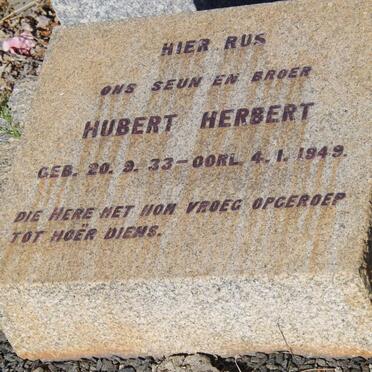 HIER RUS
ONS SEUN EN BROER
HUBERT HERBERT
GEB. 20. 9. 33 – OORL. 4. 1. 1949.
DIE HERE HET HOM VROEG OPGEROEP
TOT HOËR DIENS.